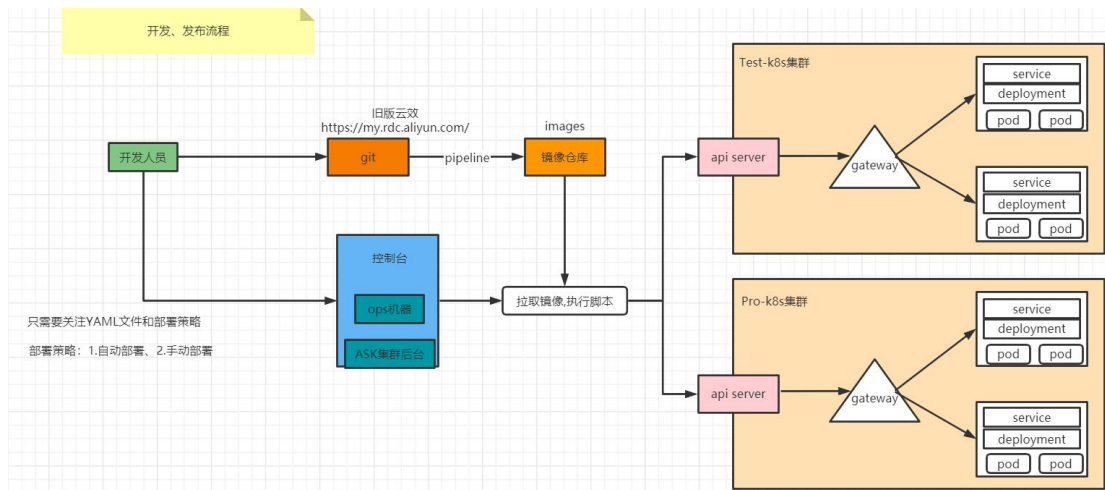 开发、发布流程
旧版云效
https://my.rdc.aliyun.com/
开发人员
git
pipeline
images
镜像仓库
控制台
ops机器
ASK集群后台
拉取镜像,执行脚本
只需要关注YAML文件和部署策略
部署策略：1.自动部署、2.手动部署
Test-k8s集群
api server
gateway
service
deployment
pod
pod
service
deployment
pod
pod
Pro-k8s集群
api server
gateway
service
deployment
pod
pod
service
deployment
pod
pod